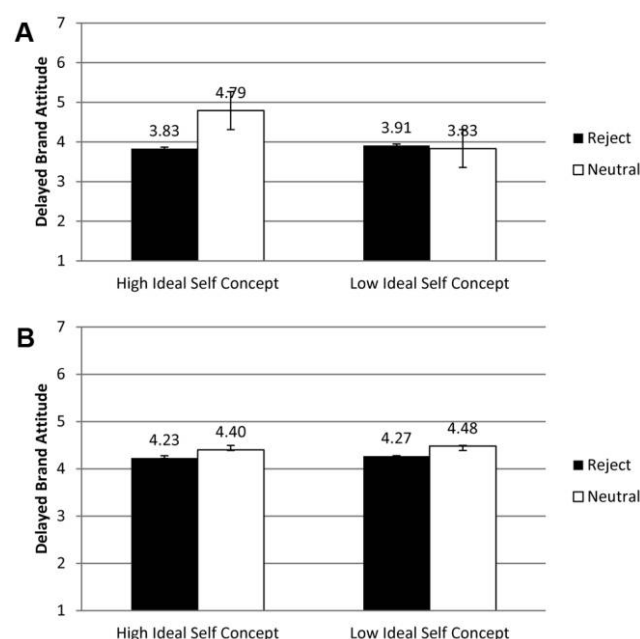 A
Delayed Brand Attitude
7
6
5
4
3
2
1
3.83
4.79
3.91
3.83
High Ideal Self Concept
Low Ideal Self Concept
Reject
Neutral
B
Delayed Brand Attitude
7
6
5
4
3
2
1
4.23
4.40
4.27
4.48
High Ideal Self Concept
Low Ideal Self Concept
Reject
Neutral